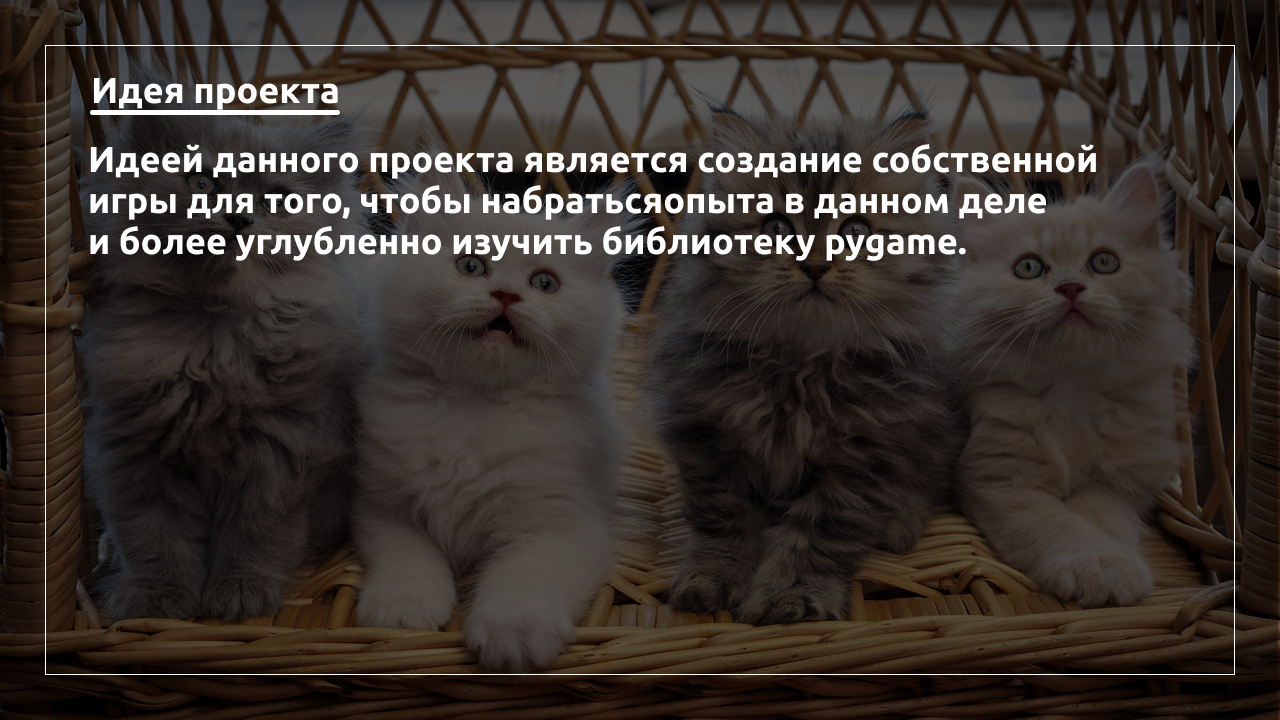 Идея проекта
Идеей данного проекта является создание собственной
игры для того, чтобы набратьсяопыта в данном деле
и более углубленно изучить библиотеку pygame.